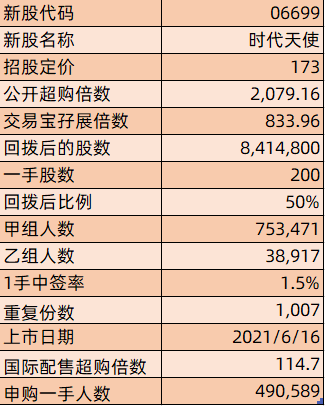 新股代码 06699
新股名称 时代天使
招股定价 173
公开超购倍数 2,079.16
交易宝孖展倍数 833.96
回拨后的股数 8,414,800
一手股数 200
回拨后比例 50%
甲组人数 753,471
乙组人数 38,917
1手中签率 1.5%
重复份数 1,007
上市日期 2021/6/16
国际配售超购倍数 114.7
申购一手人数 490,589